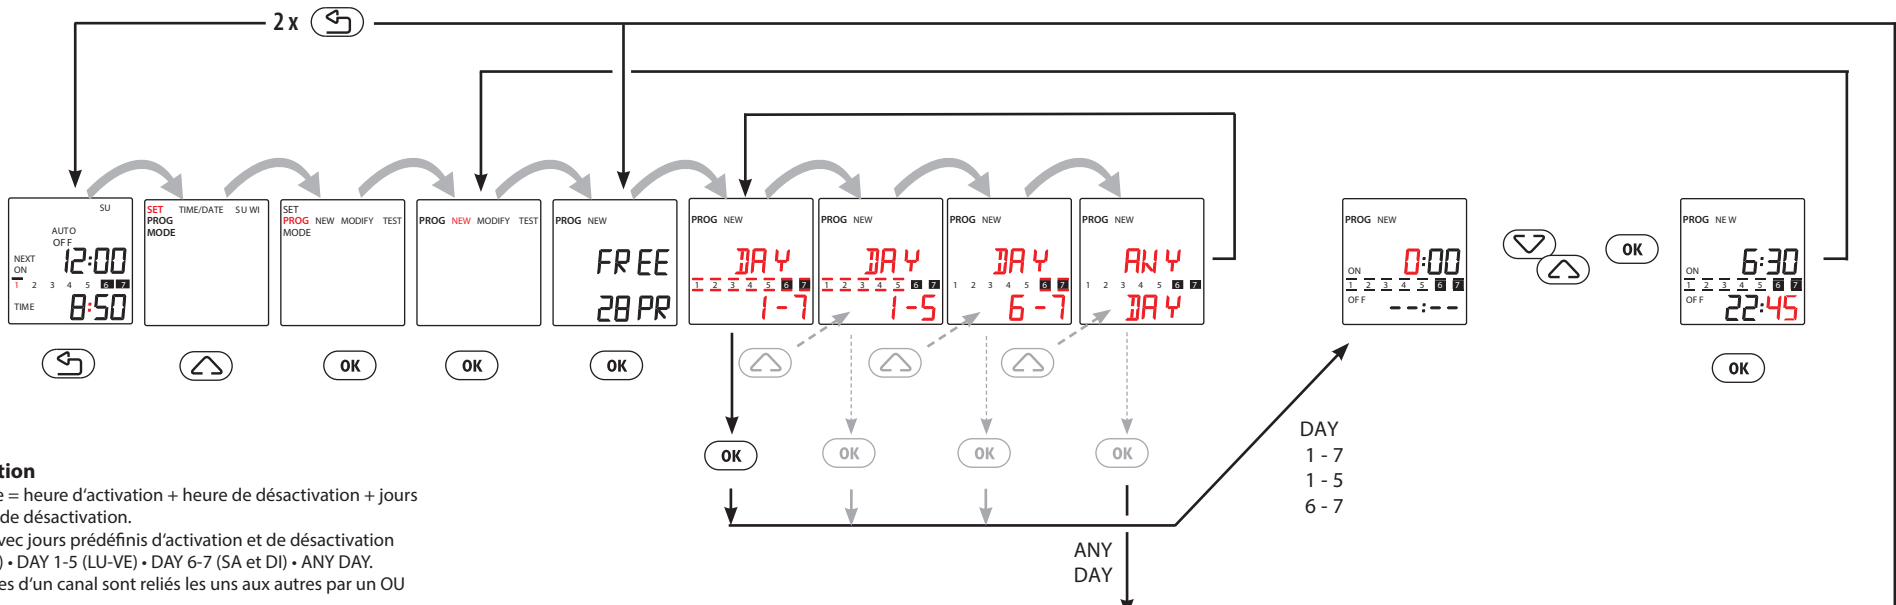 2 x
SU
AUTO
OFF
NEXT
ON
12:00
1 2 3 4 5 6 7
TIME
8:50
SET TIME/DATE SU WI
PROG
MODE
SET
PROG NEW MODIFY TEST
MODE
PROG NEW MODIFY TEST
PROG NEW
FREE
28 PR
PROG NEW
DAY
1 2 3 4 5 6 7
1-7
PROG NEW
DAY
1 2 3 4 5 6 7
1-5
PROG NEW
DAY
1 2 3 4 5 6 7
6-7
PROG NEW
ANY
1 2 3 4 5 6 7
DAY
PROG NEW
0:00
ON
1 2 3 4 5 6 7
OFF
--:--
OK
PROG NEW
6:30
ON
1 2 3 4 5 6 7
OFF
22:45
OK
OK
OK
OK
OK
OK
OK
OK
DAY
1 - 7
1 - 5
6 - 7
ANY
DAY
tion
e = heure d'activation + heure de désactivation + jours
de désactivation.
vec jours prédéfinis d'activation et de désactivation
) • DAY 1-5 (LU-VE) • DAY 6-7 (SA et DI) • ANY DAY.
es d'un canal sont reliés les uns aux autres par un OU